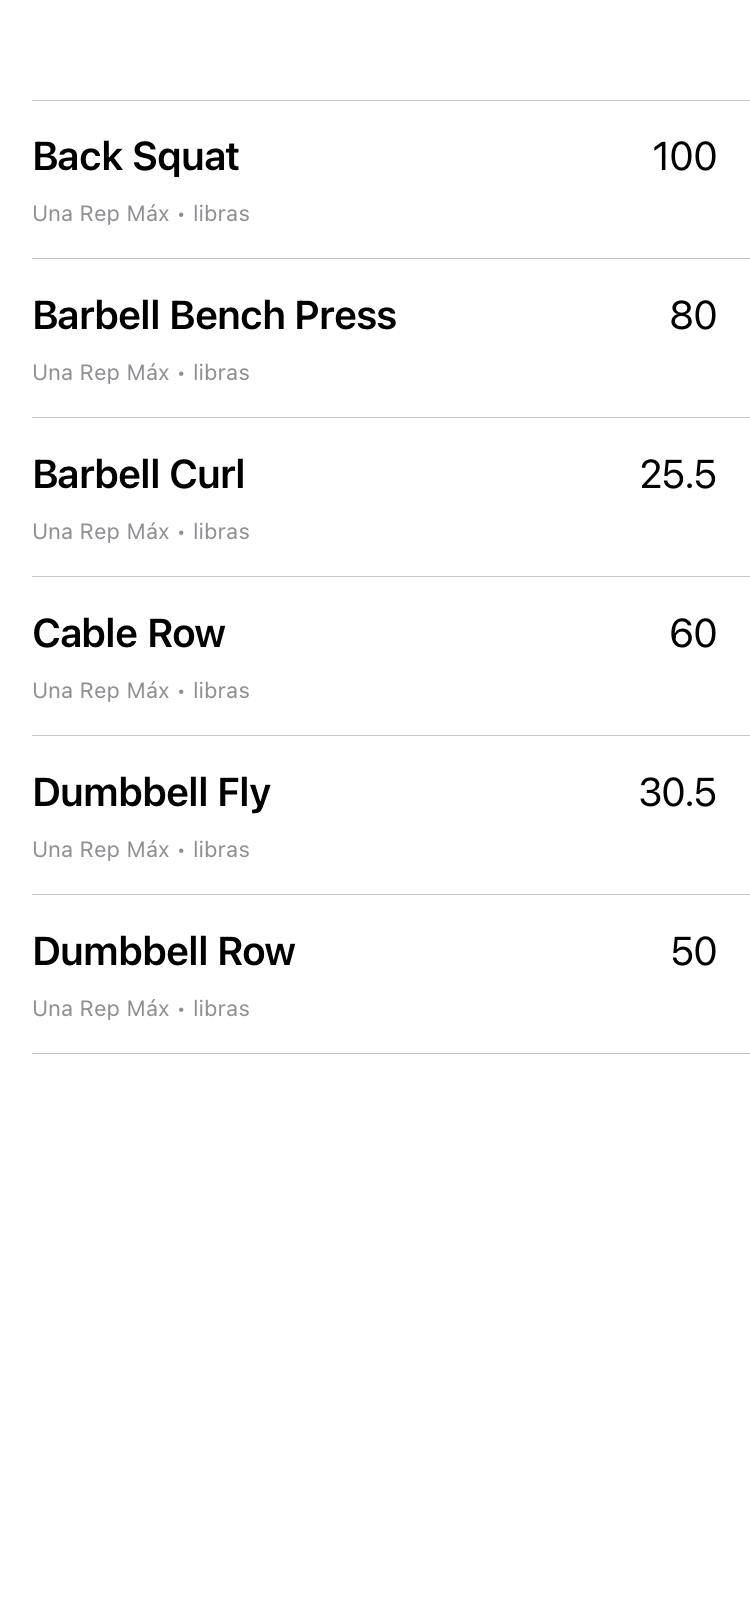 Back Squat 100
Una Rep Máx • libras
Barbell Bench Press 80
Una Rep Máx • libras
Barbell Curl 25.5
Una Rep Máx • libras
Cable Row 60
Una Rep Máx • libras
Dumbbell Fly 30.5
Una Rep Máx • libras
Dumbbell Row 50
Una Rep Máx • libras